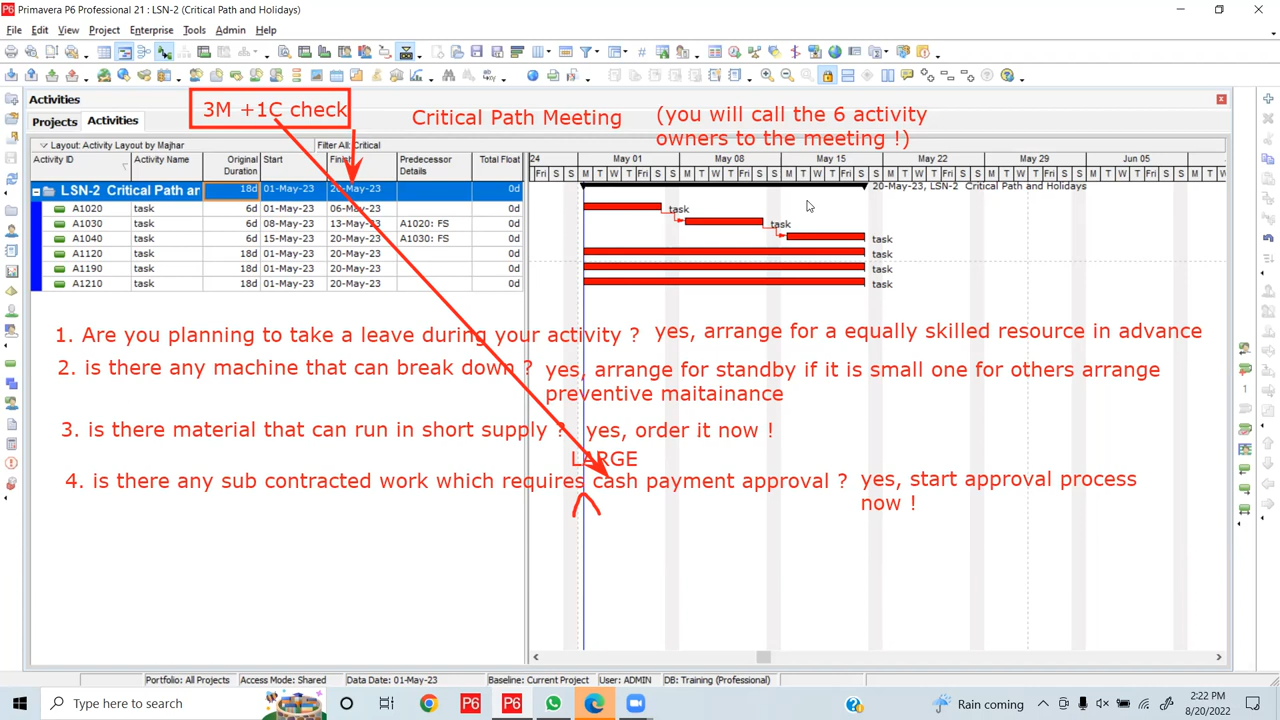 Primavera P6 Professional 21 : LSN-2 (Critical Path and Holidays)
File Edit View Project Enterprise Tools Admin Help
Activities
3M +1C check
Critical Path Meeting
(you will call the 6 activity
owners to the meeting !)
Projects Activities
Layout: Activity Layout by Majhar Filter All: Critical
Activity ID Activity Name Original Duration Start Finish Predecessor Details Total Float
24 May 01 May 08 May 15 May 22 May 29 Jun 05
Fri S S M T W T Fri S S M T W T Fri S S M T W T Fri S S M T W T Fri S S M T W T Fri S S M T W T Fri S S M T W
LSN-2 Critical Path ar 18d 01-May-23 20-May-23 0d
20-May-23, LSN-2 Critical Path and Holidays
A1020 task 6d 01-May-23 06-May-23 0d
task
A1030 task 6d 08-May-23 13-May-23 A1020: FS 0d
task
A1040 task 6d 15-May-23 20-May-23 A1030: FS 0d
task
A1120 task 18d 01-May-23 20-May-23 0d
task
A1190 task 18d 01-May-23 20-May-23 0d
task
A1210 task 18d 01-May-23 20-May-23 0d
task
1. Are you planning to take a leave during your activity ? yes, arrange for a equally skilled resource in advance
2. is there any machine that can break down ? yes, arrange for standby if it is small one for others arrange
preventive maitainance
3. is there material that can run in short supply ? yes, order it now !
LARGE
4. is there any sub contracted work which requires cash payment approval ? yes, start approval process
now !
Portfolio: All Projects Access Mode: Shared Data Date: 01-May-23 Baseline: Current Project User: ADMIN DB: Training (Professional)
Type here to search
Rain coming
2:22 PM
8/20/2022